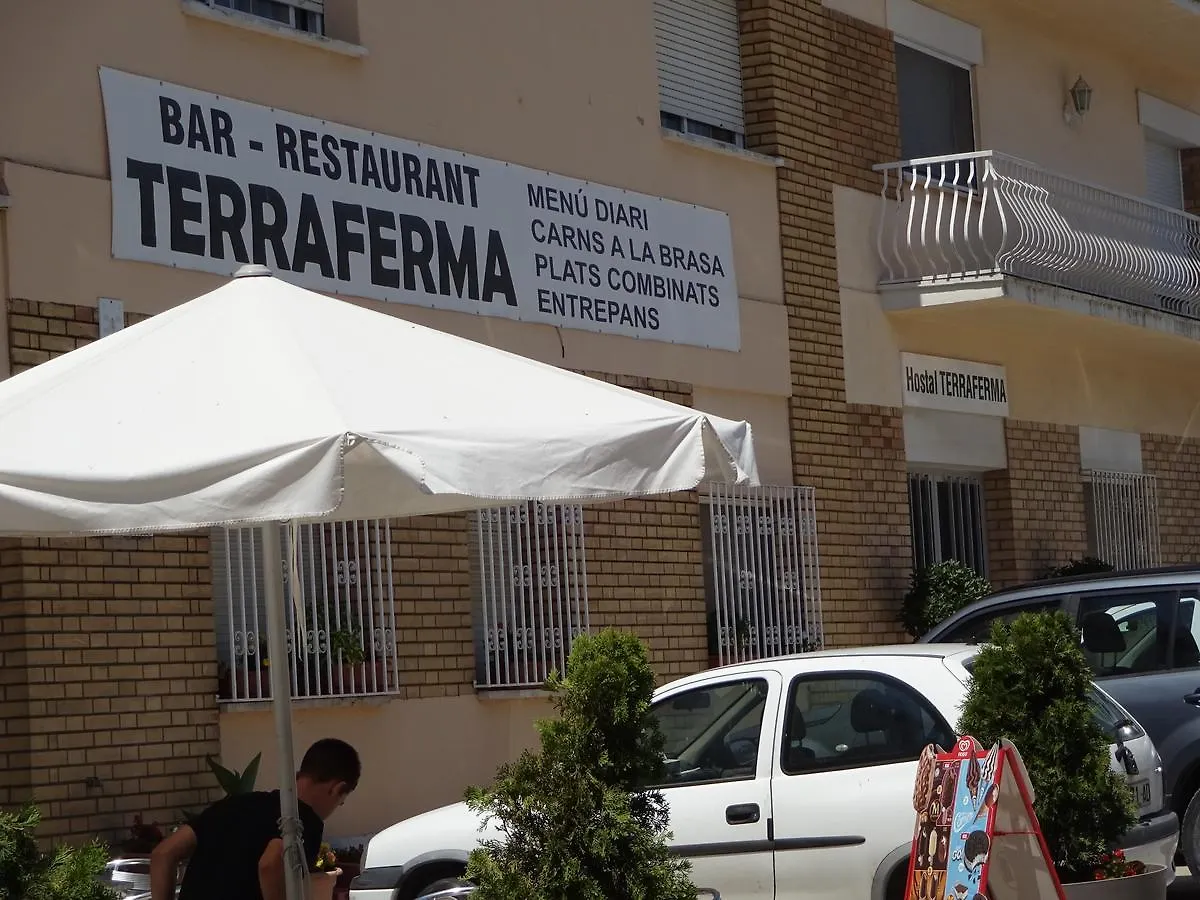 BAR - RESTAURANT
TERRAFERMA
MENÚ DIARI
CARNS A LA BRASA
PLATS COMBINATS
ENTREPANS
Hostal TERRAFERMA